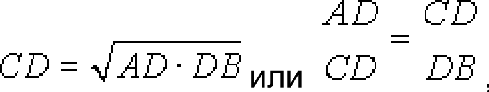 CD = √(AD · DB) или AD/CD = CD/DB,